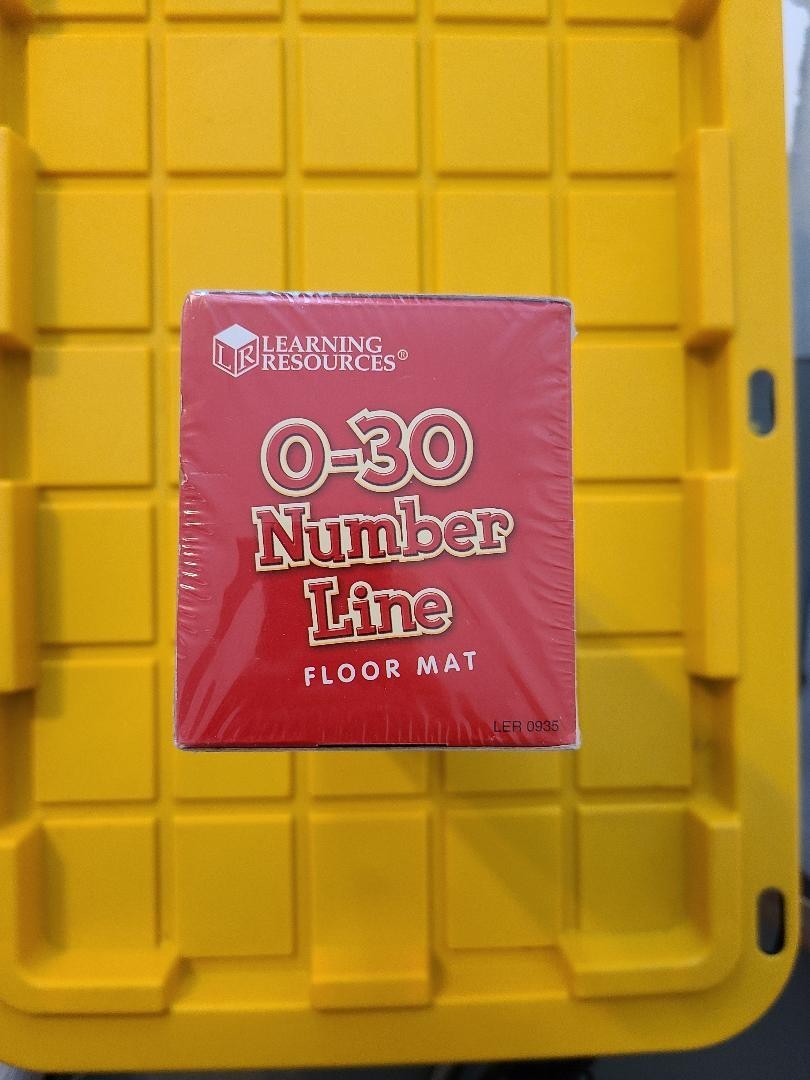 LR LEARNING
RESOURCES®
0-30
Number
Line
FLOOR MAT
LER 0935